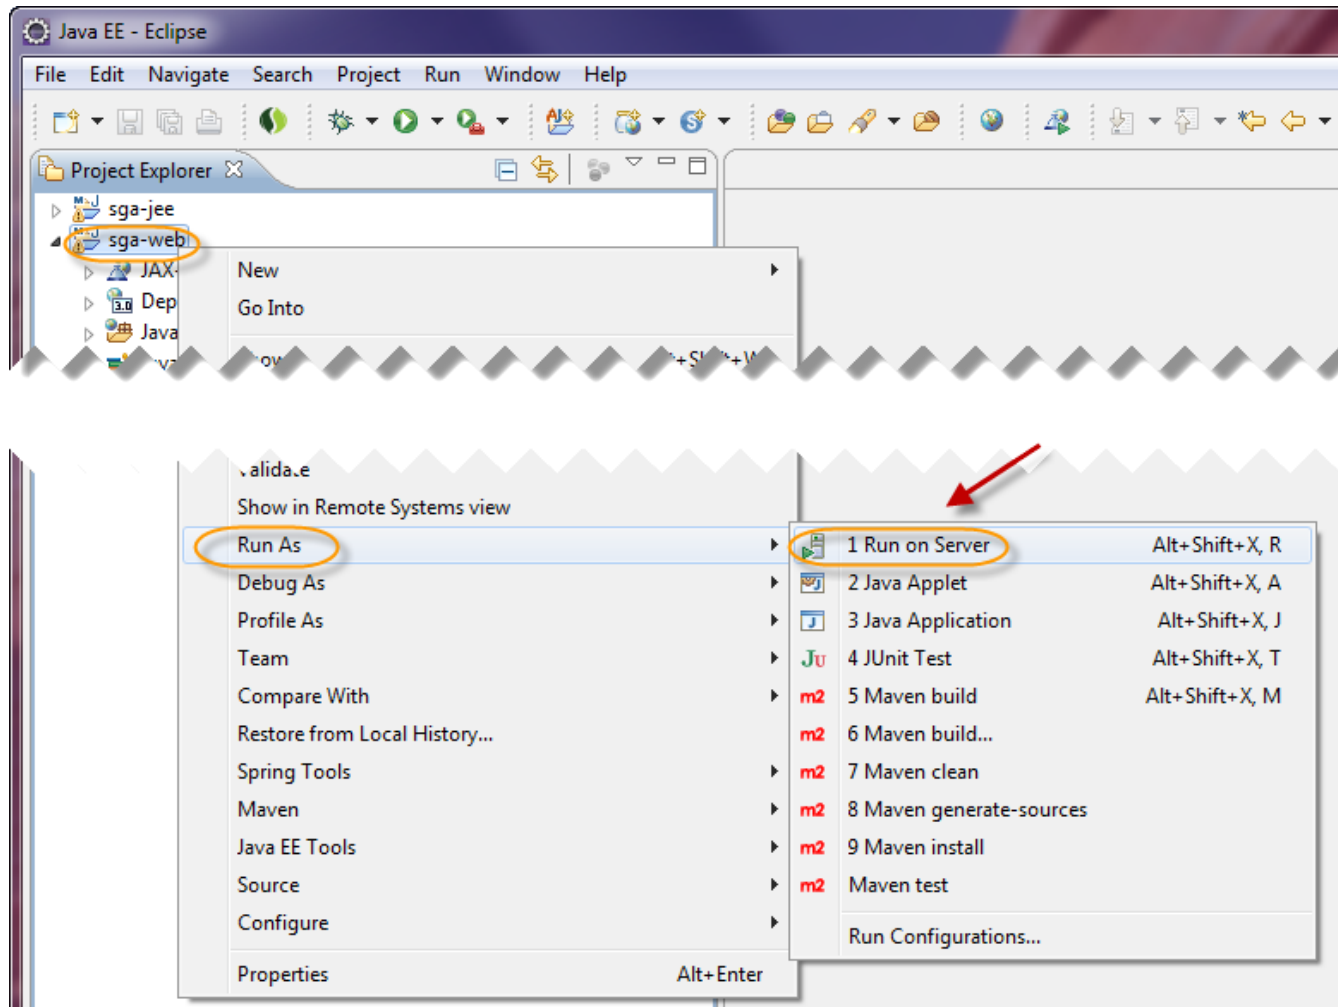 Java EE - Eclipse
File Edit Navigate Search Project Run Window Help
Project Explorer
sga-jee
sga-web
JAX-
Dep
Java
New
Go Into
Validate
Show in Remote Systems view
Run As
Debug As
Profile As
Team
Compare With
Restore from Local History...
Spring Tools
Maven
Java EE Tools
Source
Configure
Properties Alt+Enter
1 Run on Server Alt+Shift+X, R
2 Java Applet Alt+Shift+X, A
3 Java Application Alt+Shift+X, J
4 JUnit Test Alt+Shift+X, T
5 Maven build Alt+Shift+X, M
6 Maven build...
7 Maven clean
8 Maven generate-sources
9 Maven install
Maven test
Run Configurations...